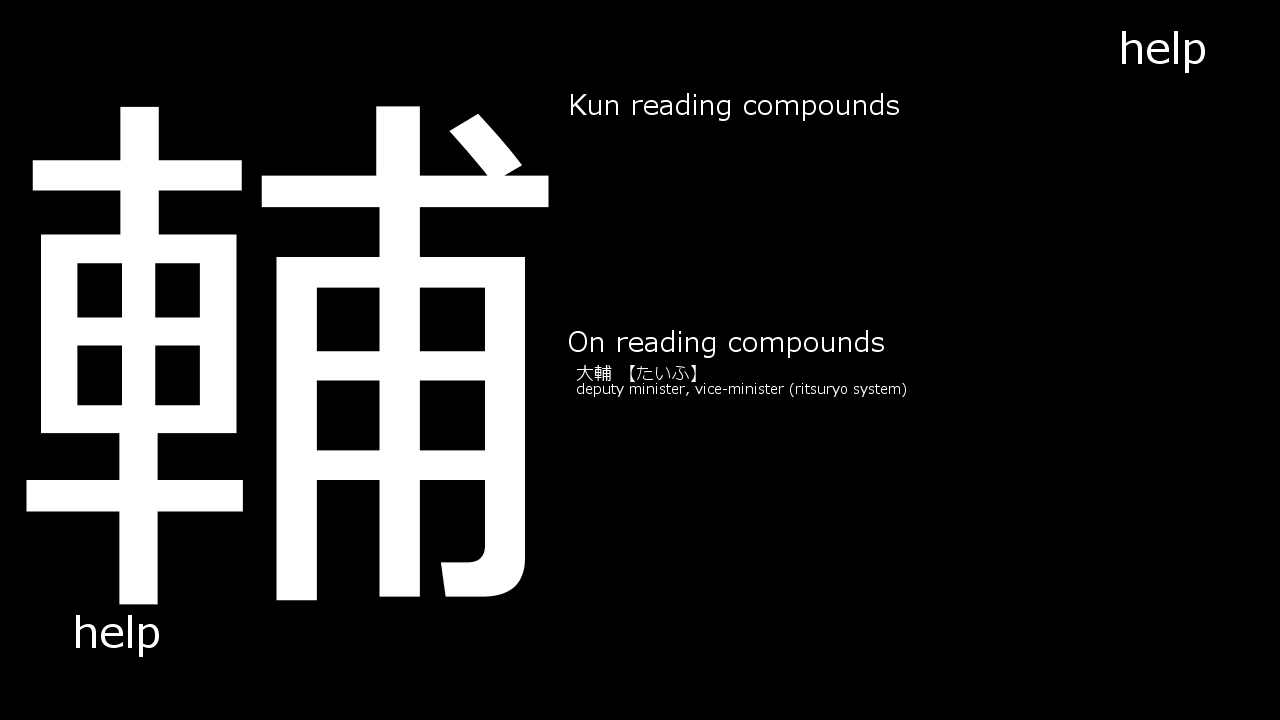 help
Kun reading compounds
輔
On reading compounds
大輔 【たいふ】
deputy minister, vice-minister (ritsuryo system)
help